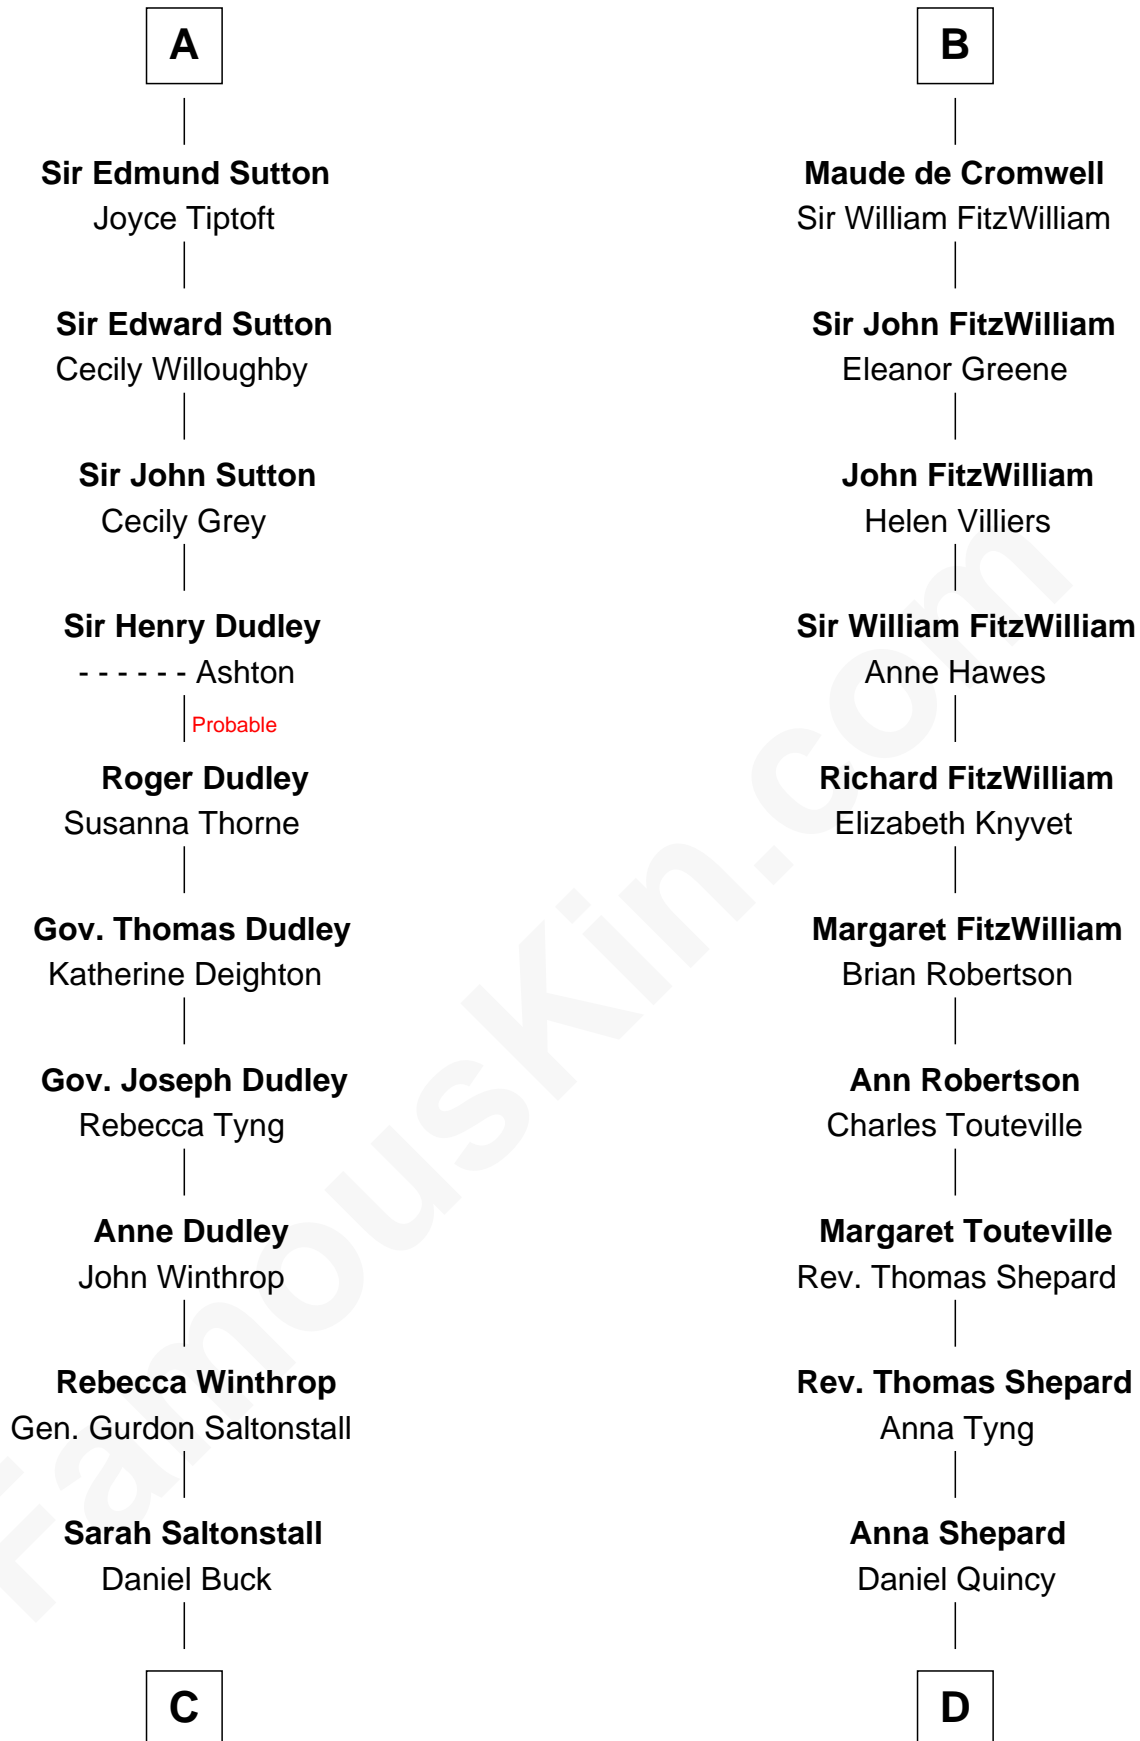 A
Sir Edmund Sutton
Joyce Tiptoft
Sir Edward Sutton
Cecily Willoughby
Sir John Sutton
Cecily Grey
Sir Henry Dudley
- - - - - - Ashton
Probable
Roger Dudley
Susanna Thorne
Gov. Thomas Dudley
Katherine Deighton
Gov. Joseph Dudley
Rebecca Tyng
Anne Dudley
John Winthrop
Rebecca Winthrop
Gen. Gurdon Saltonstall
Sarah Saltonstall
Daniel Buck
C
B
Maude de Cromwell
Sir William FitzWilliam
Sir John FitzWilliam
Eleanor Greene
John FitzWilliam
Helen Villiers
Sir William FitzWilliam
Anne Hawes
Richard FitzWilliam
Elizabeth Knyvet
Margaret FitzWilliam
Brian Robertson
Ann Robertson
Charles Touteville
Margaret Touteville
Rev. Thomas Shepard
Rev. Thomas Shepard
Anna Tyng
Anna Shepard
Daniel Quincy
D
FamousKin.com